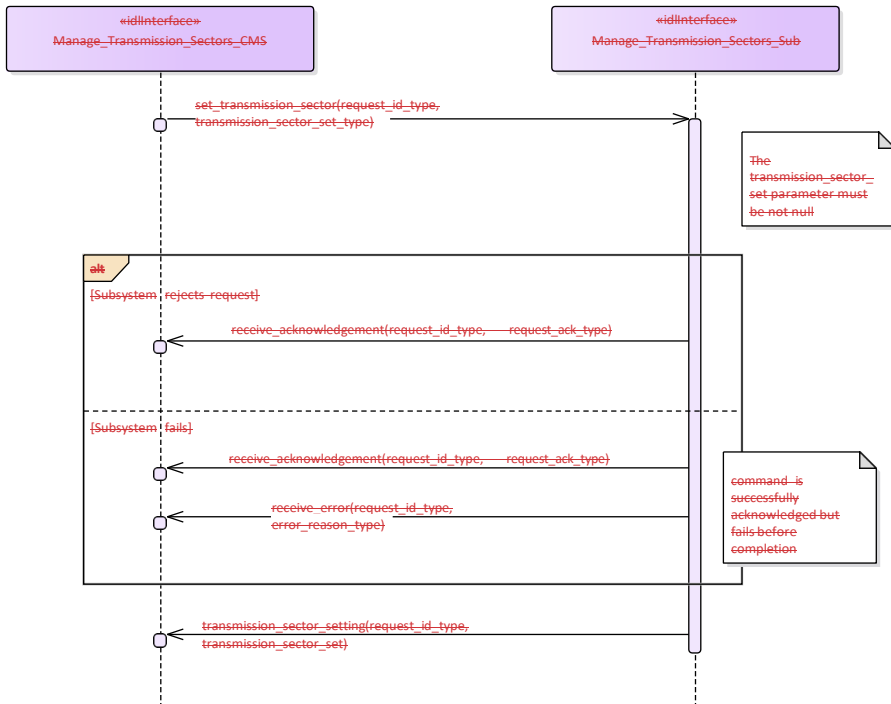 «idlInterface»
Manage_Transmission_Sectors_CMS
«idlInterface»
Manage_Transmission_Sectors_Sub
set_transmission_sector(request_id_type,
transmission_sector_set_type)
The
transmission_sector_
set parameter must
be not null
alt
[Subsystem rejects request]
receive_acknowledgement(request_id_type, request_ack_type)
[Subsystem fails]
receive_acknowledgement(request_id_type, request_ack_type)
command is
successfully
acknowledged but
fails before
completion
receive_error(request_id_type,
error_reason_type)
transmission_sector_setting(request_id_type,
transmission_sector_set)